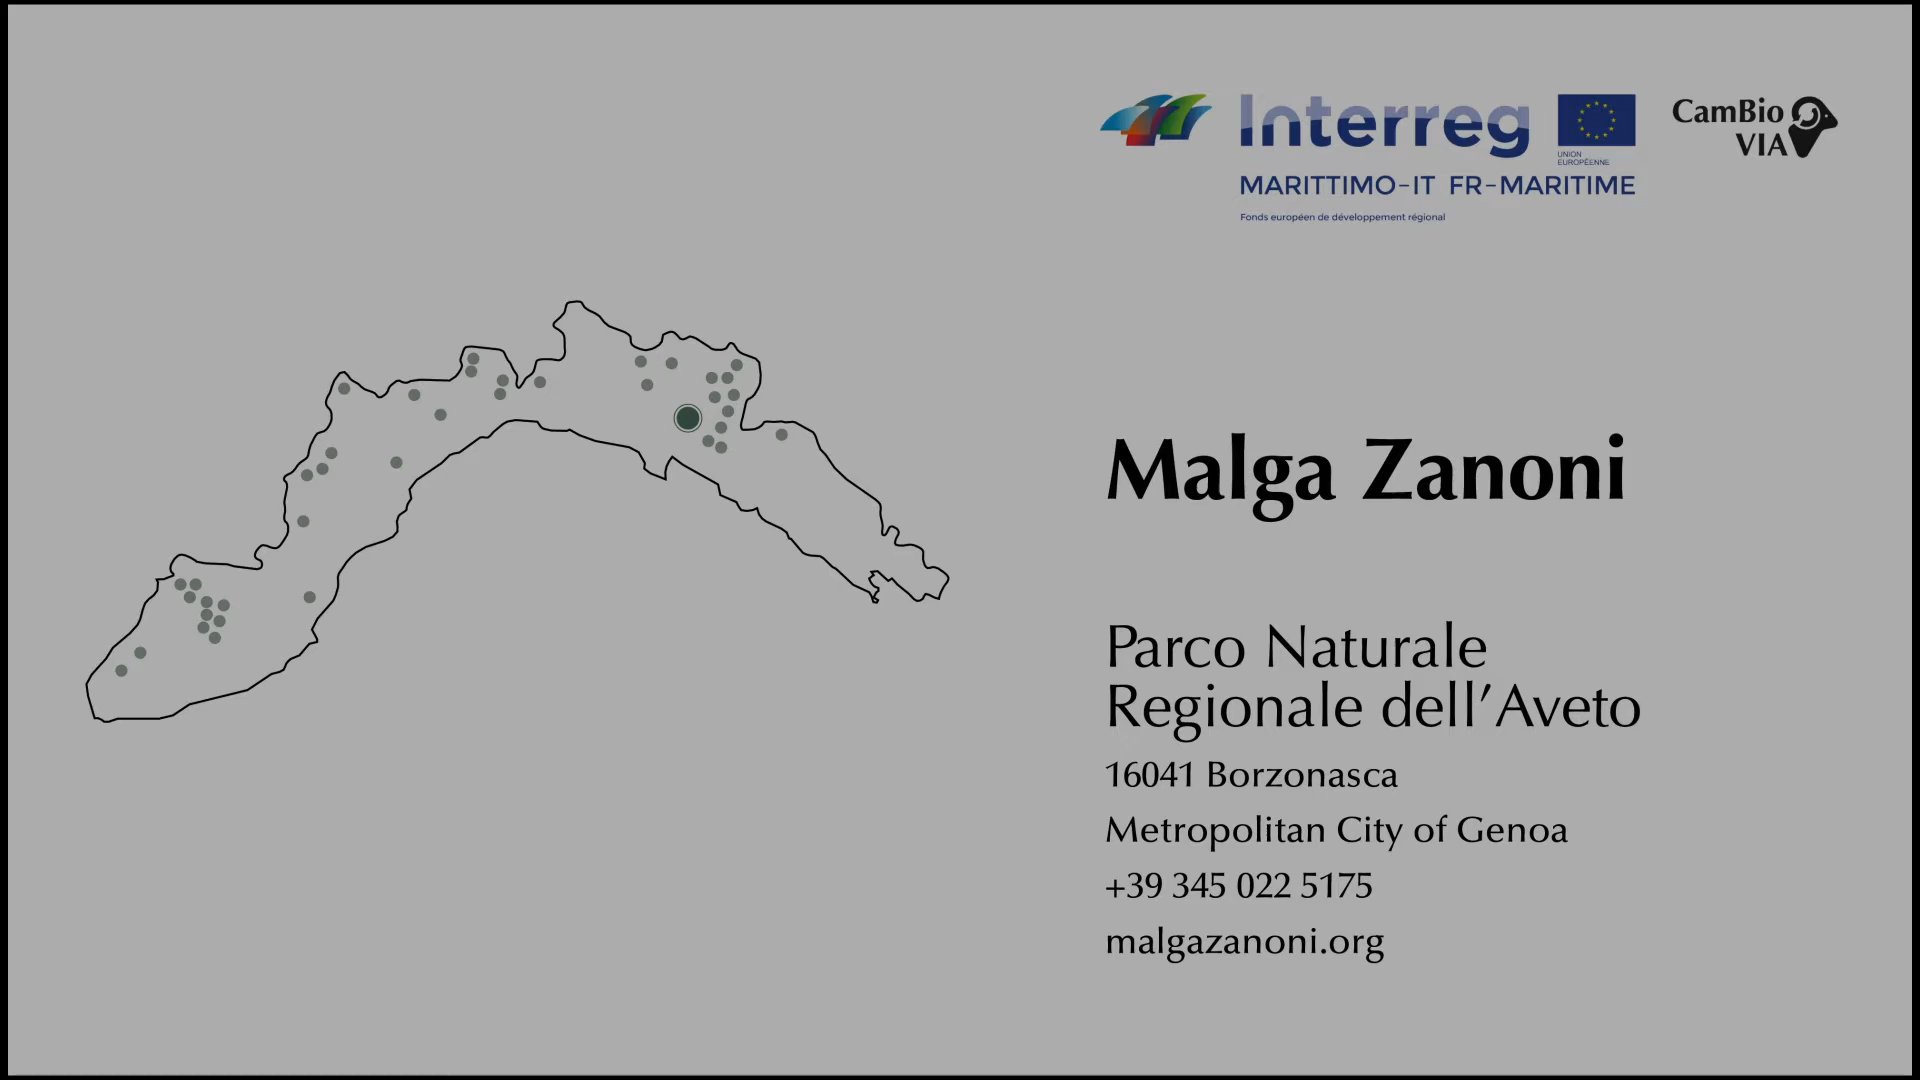 Interreg
UNION
EUROPÉENNE
MARITTIMO-IT FR-MARITIME
Fonds européen de développement régional
CamBio
VIA
Malga Zanoni
Parco Naturale
Regionale dell'Aveto
16041 Borzonasca
Metropolitan City of Genoa
+39 345 022 5175
malgazanoni.org